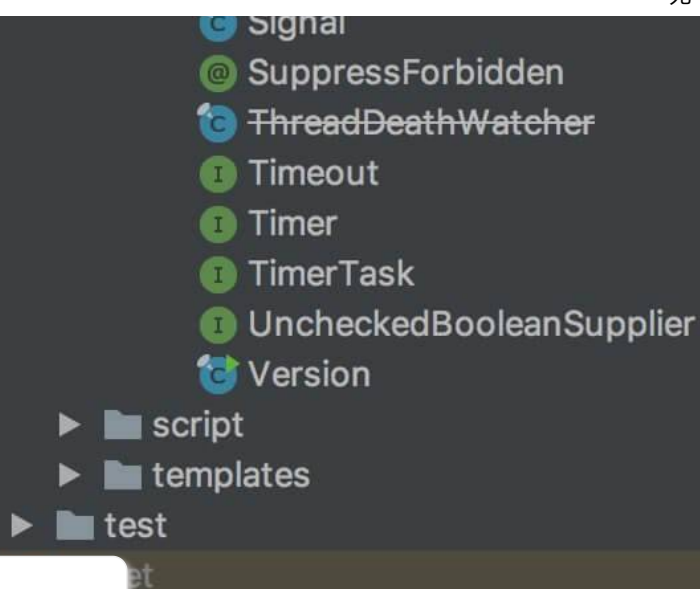 Signal
SuppressForbidden
ThreadDeathWatcher
Timeout
Timer
TimerTask
UncheckedBooleanSupplier
Version
script
templates
test